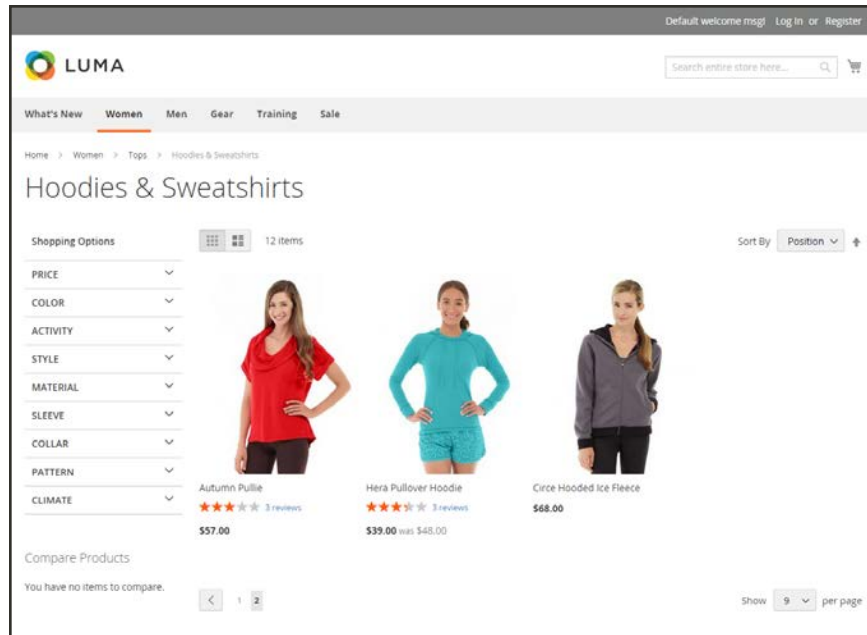 Default welcome msg! Log In or Register
LUMA
Search entire store here...
What's New Women Men Gear Training Sale
Home > Women > Tops > Hoodies & Sweatshirts
Hoodies & Sweatshirts
Shopping Options
12 items
Sort By Position
PRICE
COLOR
ACTIVITY
STYLE
MATERIAL
SLEEVE
COLLAR
PATTERN
CLIMATE
Autumn Pullie
3 reviews
$57.00
Hera Pullover Hoodie
3 reviews
$39.00 was $48.00
Circe Hooded Ice Fleece
$68.00
Compare Products
You have no items to compare.
1 2
Show 9 per page